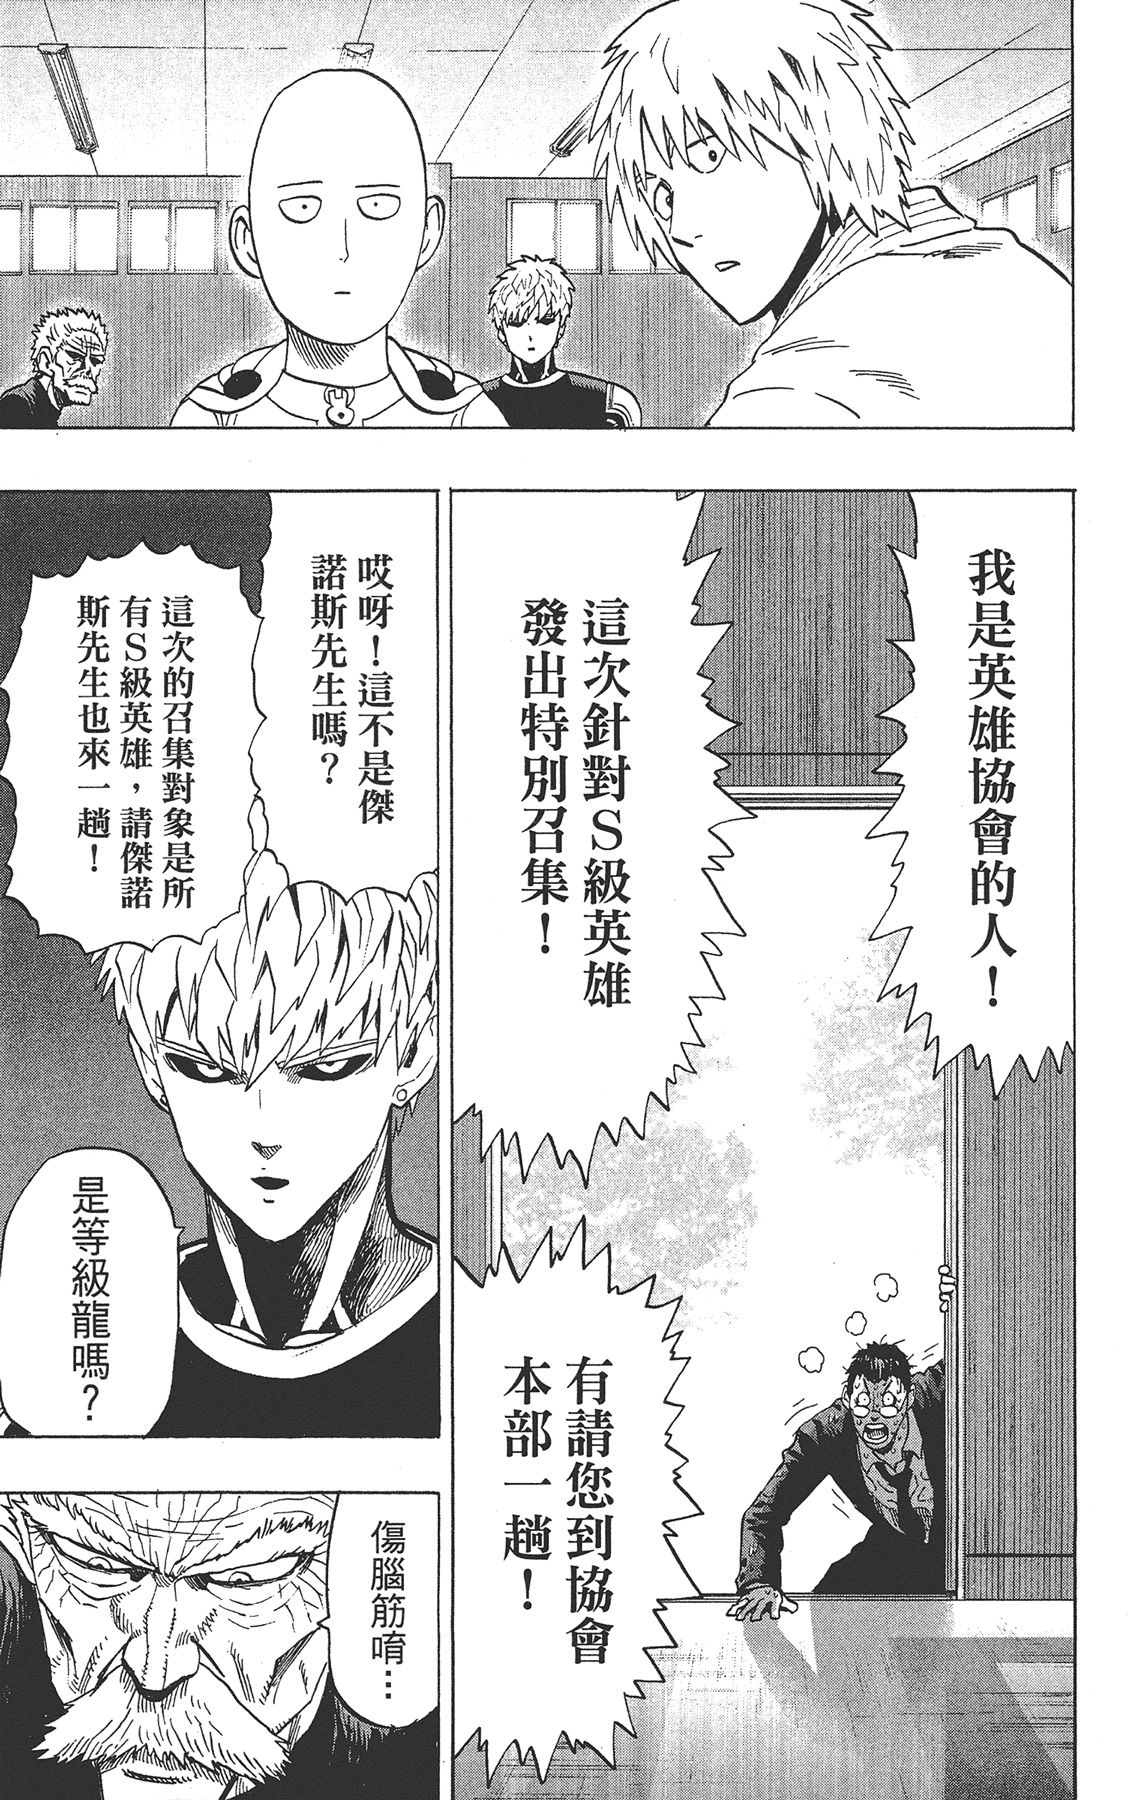 我是英雄協會的人！
這次針對S級英雄
發出特別召集！
有請您到協會
本部一趟！
哎呀！這不是傑
諾斯先生嗎？
這次的召集對象是所
有S級英雄，請傑諾
斯先生也來一趟！
是等級龍嗎？
傷腦筋唷…